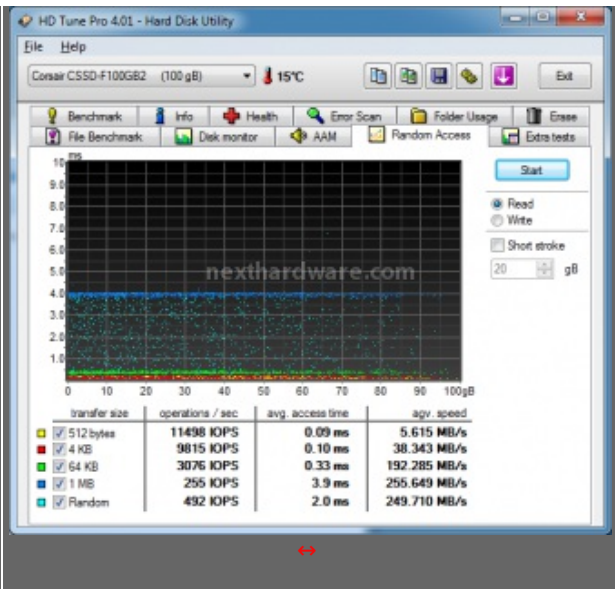 HD Tune Pro 4.01 - Hard Disk Utility
File Help
Corsair CSSD-F100GB2 (100 gB) 15°C Exit
Benchmark Info Health Error Scan Folder Usage Erase
File Benchmark Disk monitor AAM Random Access Extra tests
ms
10
9.0
8.0
7.0
6.0
5.0
4.0
3.0
2.0
1.0
0 10 20 30 40 50 60 70 80 90 100gB
nexthardware.com
Start
Read
Write
Short stroke
20 gB
transfer size operations / sec avg. access time agv. speed
512 bytes 11498 IOPS 0.09 ms 5.615 MB/s
4 KB 9815 IOPS 0.10 ms 38.343 MB/s
64 KB 3076 IOPS 0.33 ms 192.285 MB/s
1 MB 255 IOPS 3.9 ms 255.649 MB/s
Random 492 IOPS 2.0 ms 249.710 MB/s